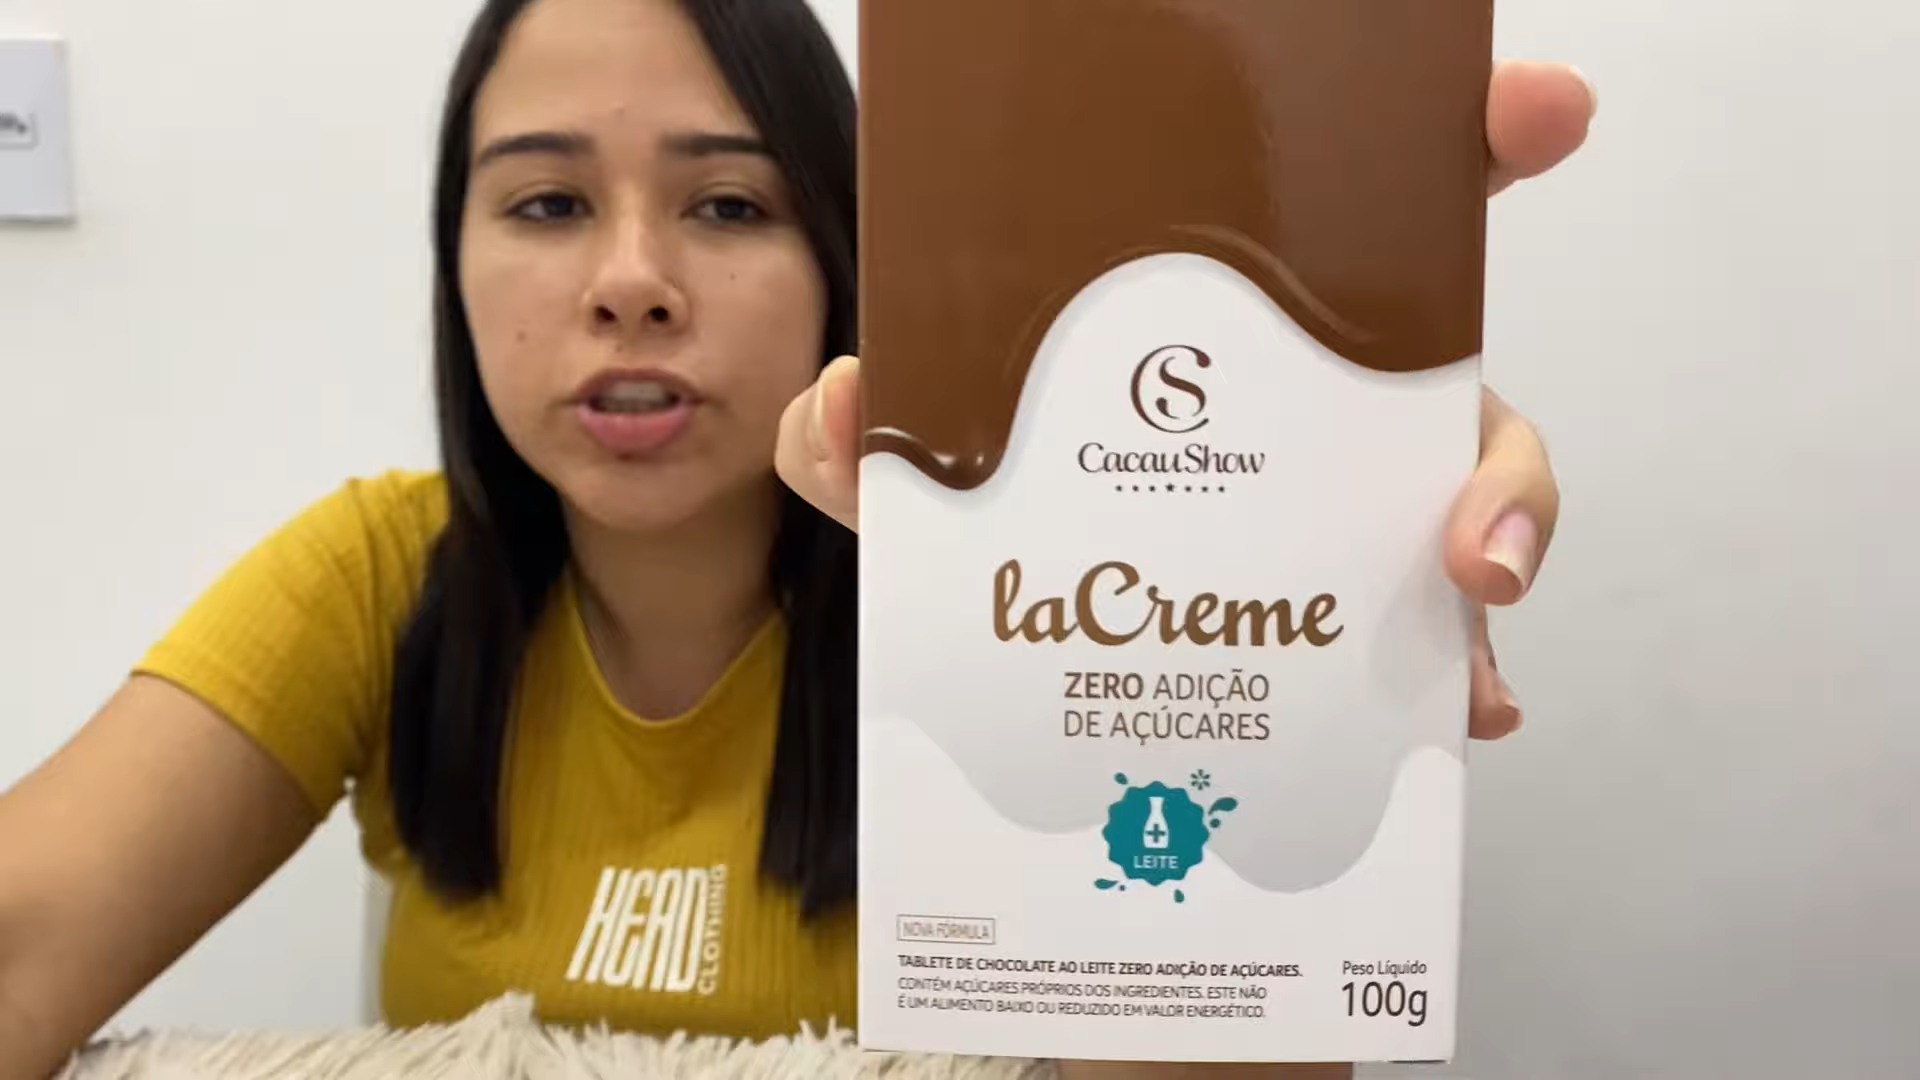 CS
CacauShow
laCreme
ZERO ADIÇÃO
DE AÇÚCARES
LEITE
NOVA FÓRMULA
TABLETE DE CHOCOLATE AO LEITE ZERO ADIÇÃO DE AÇÚCARES.
CONTÉM AÇÚCARES PRÓPRIOS DOS INGREDIENTES. ESTE NÃO
É UM ALIMENTO BAIXO OU REDUZIDO EM VALOR ENERGÉTICO.
Peso Líquido
100g
HEAD
CLOTHING